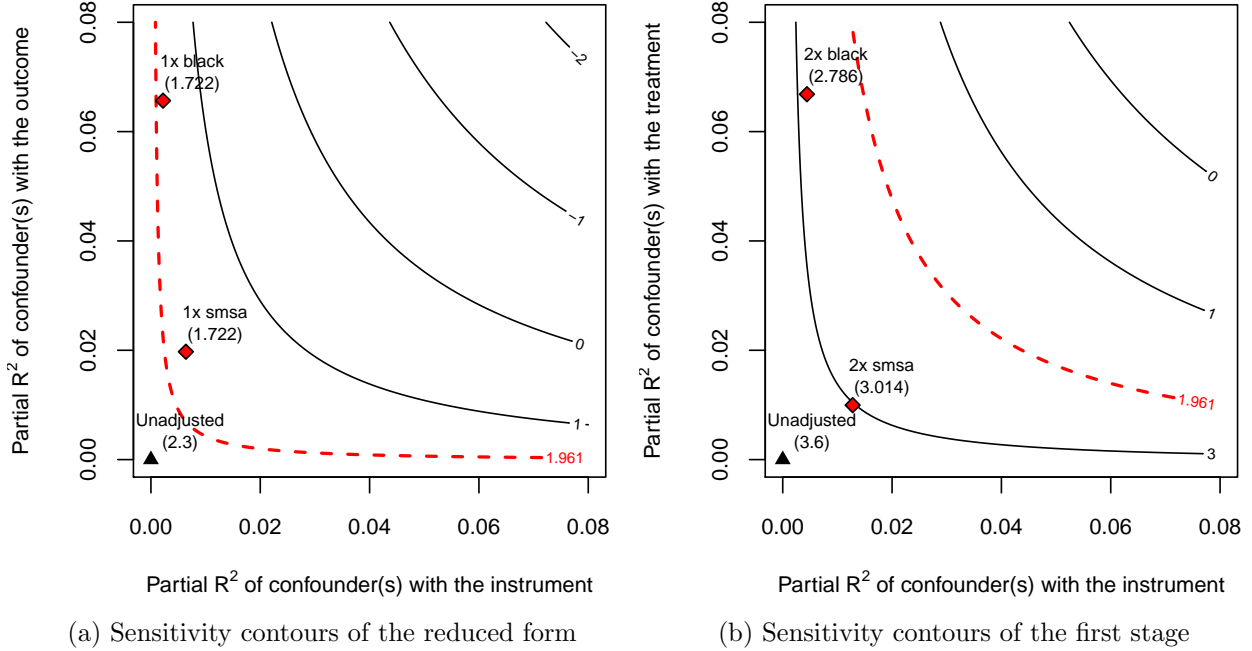 Partial R² of confounder(s) with the outcome
0.00 0.02 0.04 0.06 0.08
1x black
(1.722)
1x smsa
(1.722)
Unadjusted
(2.3)
−2
−1
0
1
1.961
0.00 0.02 0.04 0.06 0.08
Partial R² of confounder(s) with the instrument
(a) Sensitivity contours of the reduced form
Partial R² of confounder(s) with the treatment
0.00 0.02 0.04 0.06 0.08
2x black
(2.786)
2x smsa
(3.014)
Unadjusted
(3.6)
0
1
1.961
3
0.00 0.02 0.04 0.06 0.08
Partial R² of confounder(s) with the instrument
(b) Sensitivity contours of the first stage